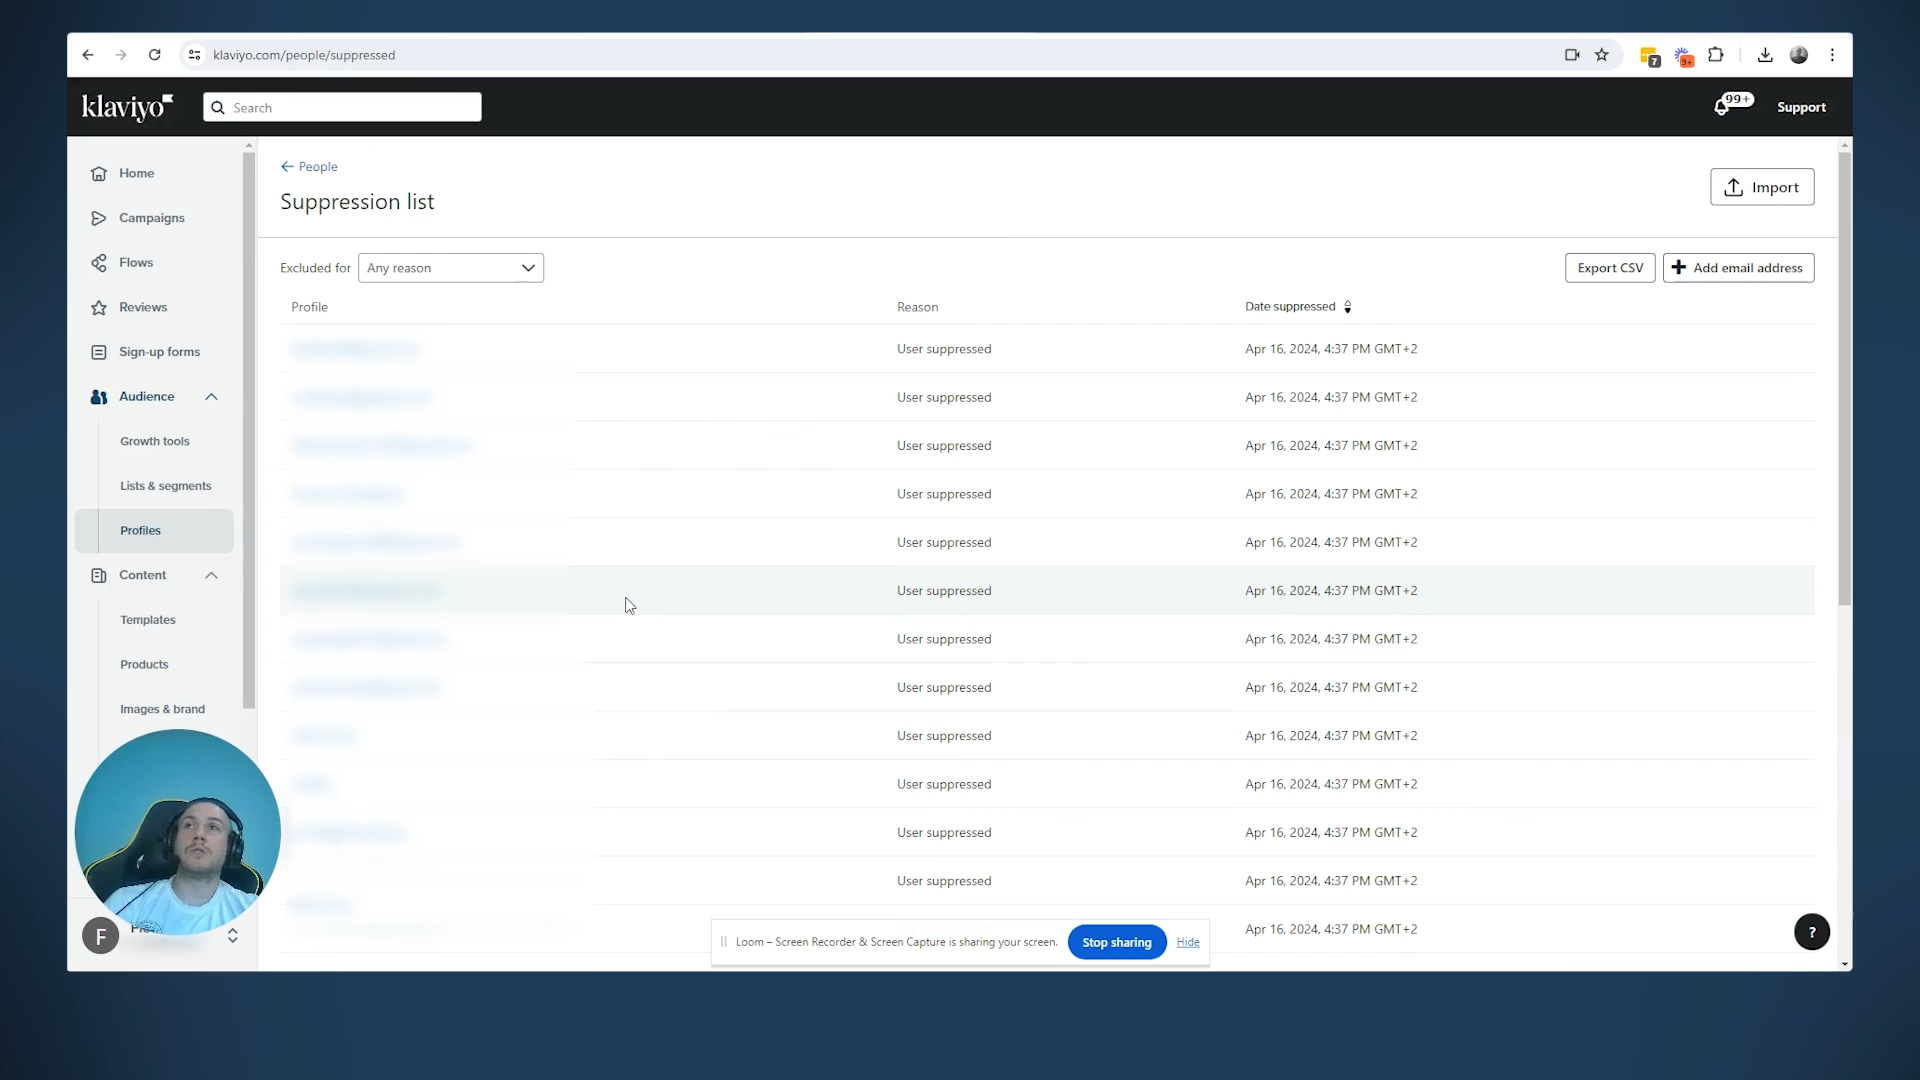 klaviyo.com/people/suppressed
7
9+
klaviyo
Search
99+
Support
Home
Campaigns
Flows
Reviews
Sign-up forms
Audience
Growth tools
Lists & segments
Profiles
Content
Templates
Products
Images & brand
F
People
Suppression list
Import
Excluded for Any reason
Export CSV
Add email address
Profile Reason Date suppressed
User suppressed Apr 16, 2024, 4:37 PM GMT+2
User suppressed Apr 16, 2024, 4:37 PM GMT+2
User suppressed Apr 16, 2024, 4:37 PM GMT+2
User suppressed Apr 16, 2024, 4:37 PM GMT+2
User suppressed Apr 16, 2024, 4:37 PM GMT+2
User suppressed Apr 16, 2024, 4:37 PM GMT+2
User suppressed Apr 16, 2024, 4:37 PM GMT+2
User suppressed Apr 16, 2024, 4:37 PM GMT+2
User suppressed Apr 16, 2024, 4:37 PM GMT+2
User suppressed Apr 16, 2024, 4:37 PM GMT+2
User suppressed Apr 16, 2024, 4:37 PM GMT+2
User suppressed Apr 16, 2024, 4:37 PM GMT+2
Apr 16, 2024, 4:37 PM GMT+2
Loom – Screen Recorder & Screen Capture is sharing your screen. Stop sharing Hide
?